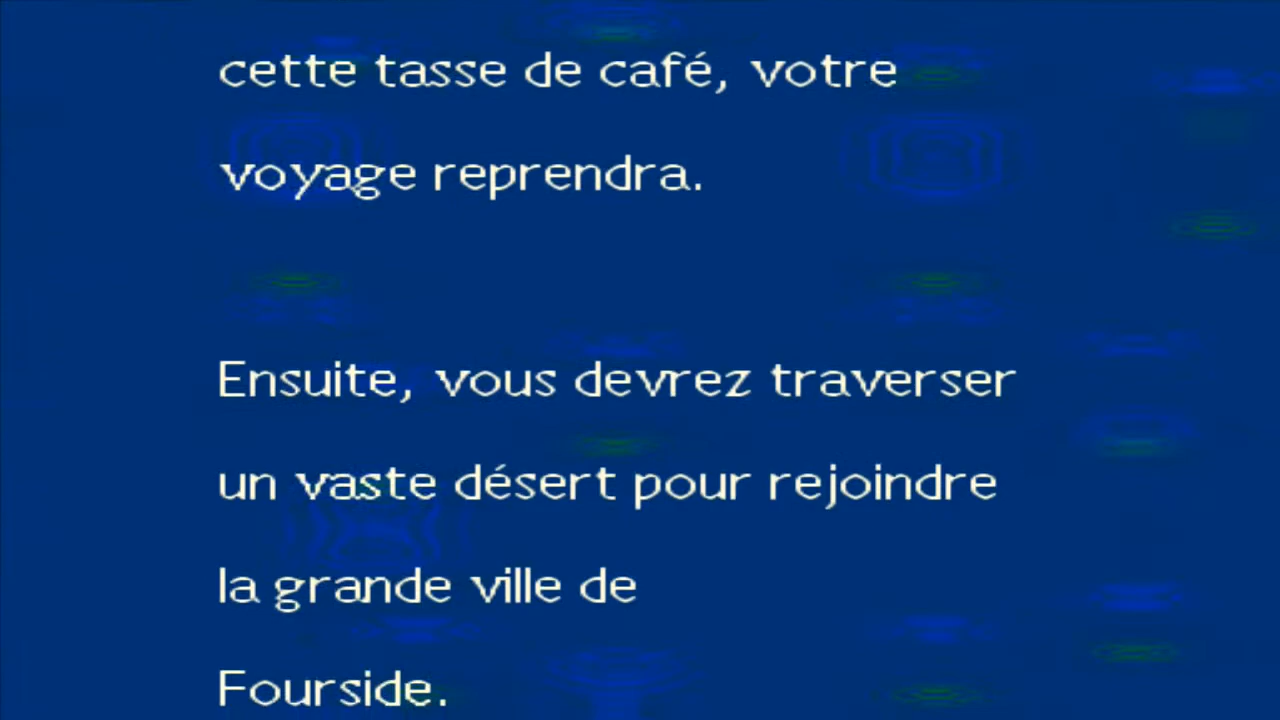 cette tasse de café, votre
voyage reprendra.
Ensuite, vous devrez traverser
un vaste désert pour rejoindre
la grande ville de
Fourside.